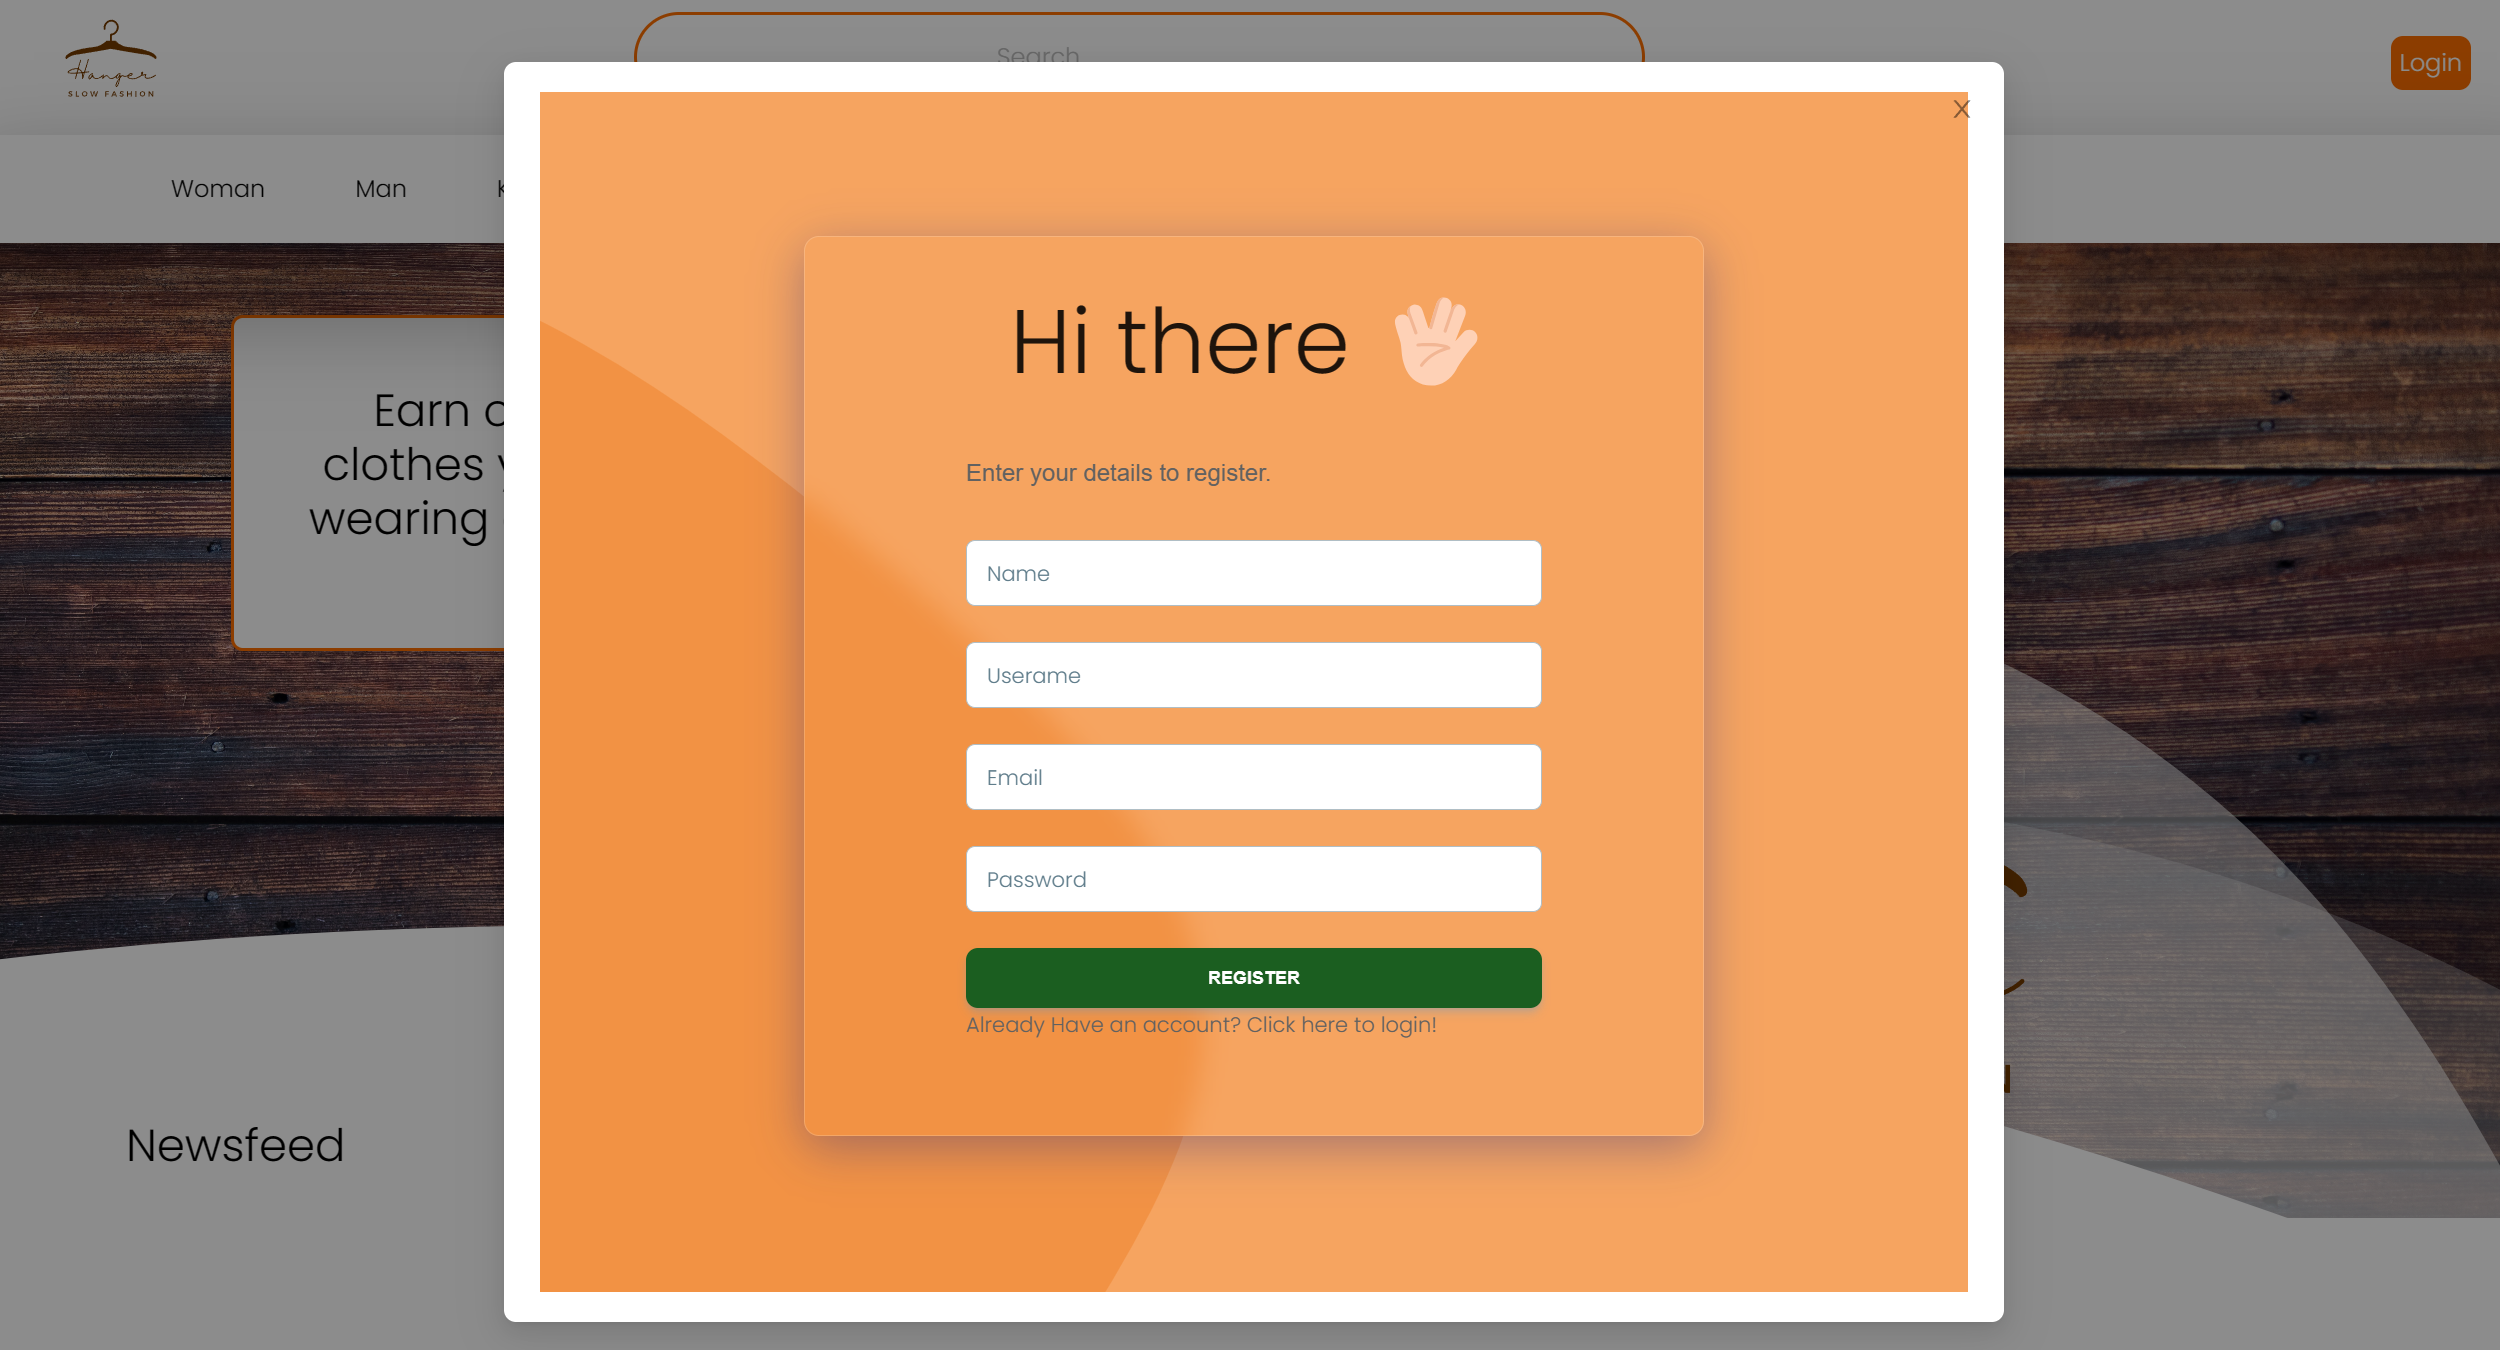 Hanger
SLOW FASHION
Search
Login
X
Woman
Man
Earn
clothes
wearing
Hi there
Enter your details to register.
Name
Userame
Email
Password
REGISTER
Already Have an account? Click here to login!
Newsfeed